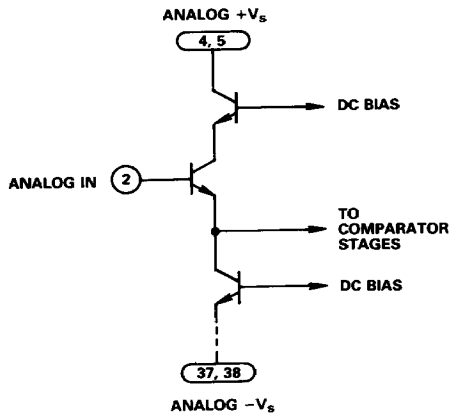 ANALOG +Vs
4, 5
DC BIAS
ANALOG IN
2
TO
COMPARATOR
STAGES
DC BIAS
37, 38
ANALOG −Vs